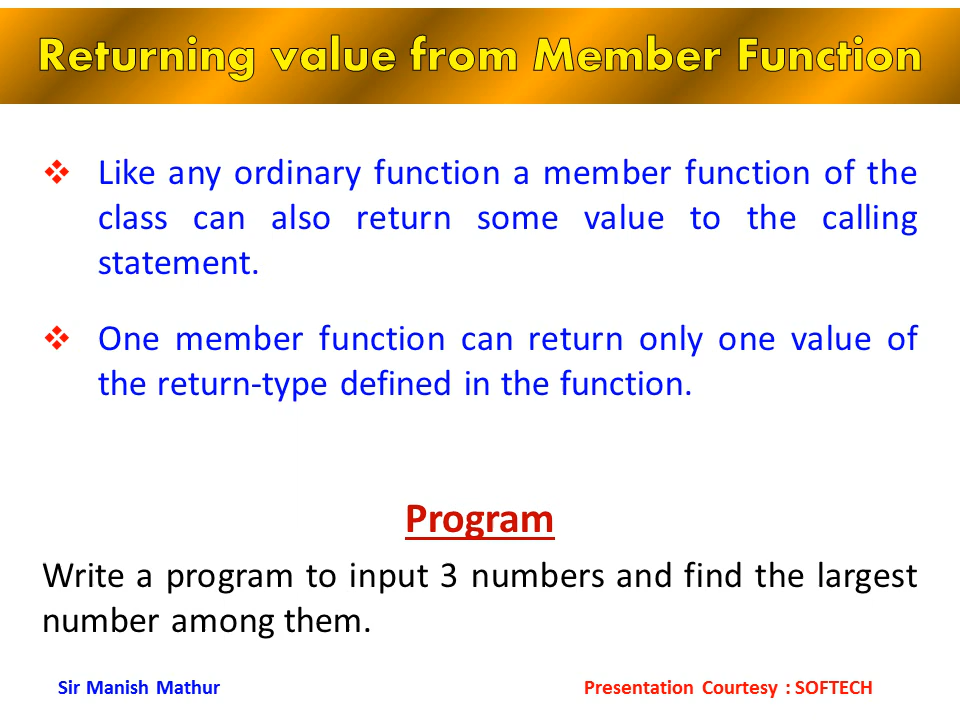 Returning value from Member Function
Like any ordinary function a member function of the
class can also return some value to the calling
statement.
One member function can return only one value of
the return-type defined in the function.
Program
Write a program to input 3 numbers and find the largest
number among them.
Sir Manish Mathur
Presentation Courtesy : SOFTECH